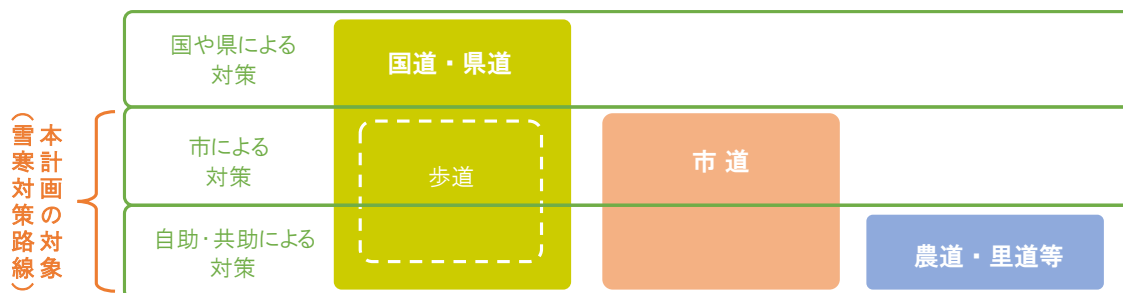 国や県による
対策
国道・県道
本計画の対象
（雪寒対策路線）
市による
対策
歩道
市道
自助・共助による
対策
農道・里道等